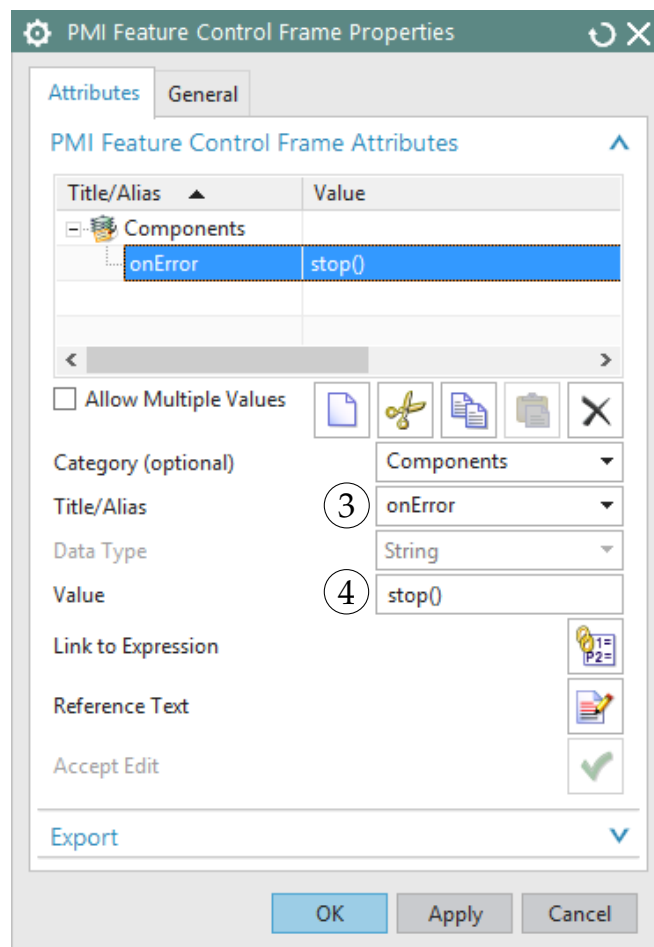 PMI Feature Control Frame Properties
Attributes General
PMI Feature Control Frame Attributes
Title/Alias Value
Components
onError stop()
Allow Multiple Values
Category (optional) Components
Title/Alias 3 onError
Data Type String
Value 4 stop()
Link to Expression 1= P2=
Reference Text
Accept Edit
Export
OK Apply Cancel